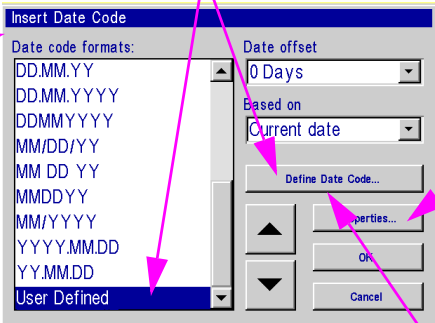 Insert Date Code
Date code formats:
DD.MM.YY
DD.MM.YYYY
DDMMYYYY
MM/DD/YY
MM DD YY
MMDDYY
MM/YYYY
YYYY.MM.DD
YY.MM.DD
User Defined
Date offset
0 Days
Based on
Current date
Define Date Code...
Properties...
OK
Cancel